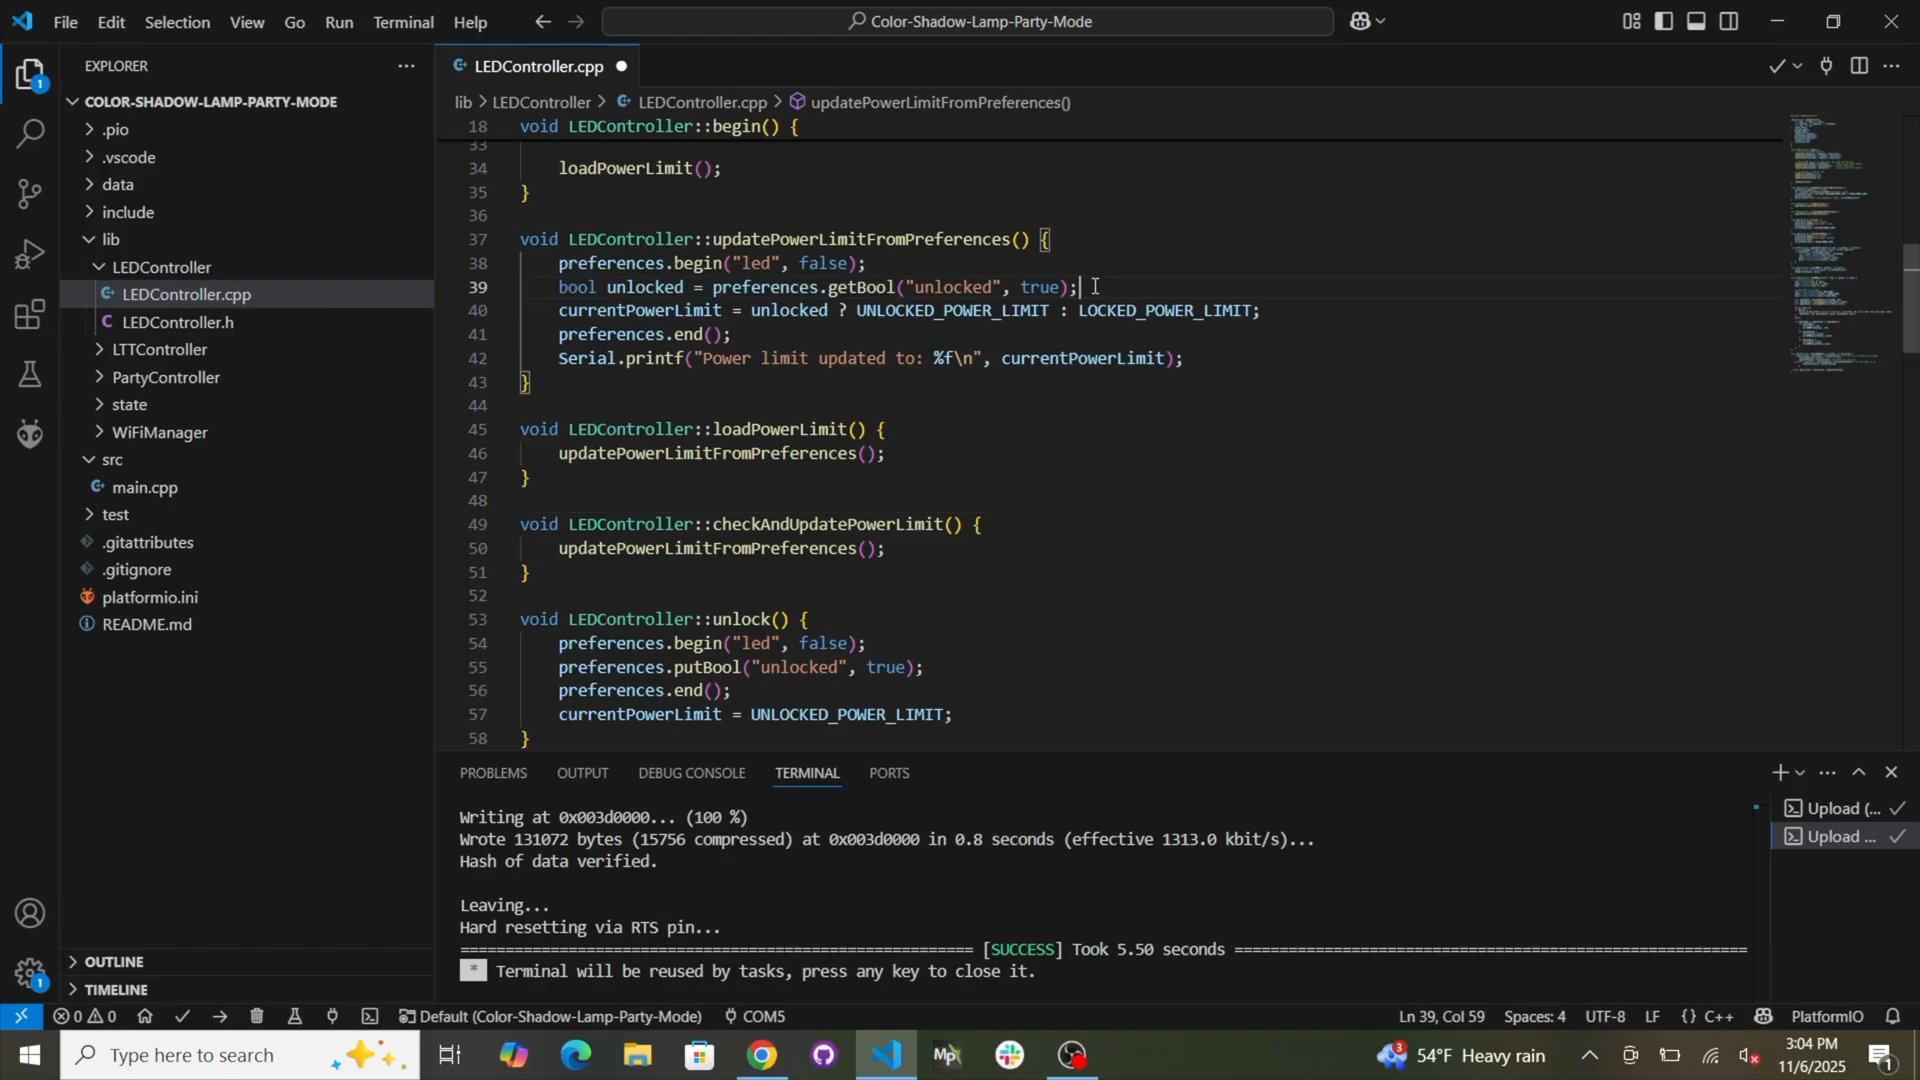 File Edit Selection View Go Run Terminal Help
Color-Shadow-Lamp-Party-Mode
EXPLORER
COLOR-SHADOW-LAMP-PARTY-MODE
.pio
.vscode
data
include
lib
LEDController
LEDController.cpp
LEDController.h
LTTController
PartyController
state
WiFiManager
src
main.cpp
test
.gitattributes
.gitignore
platformio.ini
README.md
OUTLINE
TIMELINE
1
1
LEDController.cpp
lib > LEDController > LEDController.cpp > updatePowerLimitFromPreferences()
18 void LEDController::begin() {
33
34 loadPowerLimit();
35 }
36
37 void LEDController::updatePowerLimitFromPreferences() {
38 preferences.begin("led", false);
39 bool unlocked = preferences.getBool("unlocked", true);
40 currentPowerLimit = unlocked ? UNLOCKED_POWER_LIMIT : LOCKED_POWER_LIMIT;
41 preferences.end();
42 Serial.printf("Power limit updated to: %f\n", currentPowerLimit);
43 }
44
45 void LEDController::loadPowerLimit() {
46 updatePowerLimitFromPreferences();
47 }
48
49 void LEDController::checkAndUpdatePowerLimit() {
50 updatePowerLimitFromPreferences();
51 }
52
53 void LEDController::unlock() {
54 preferences.begin("led", false);
55 preferences.putBool("unlocked", true);
56 preferences.end();
57 currentPowerLimit = UNLOCKED_POWER_LIMIT;
58 }
PROBLEMS OUTPUT DEBUG CONSOLE TERMINAL PORTS
Writing at 0x003d0000... (100 %)
Wrote 131072 bytes (15756 compressed) at 0x003d0000 in 0.8 seconds (effective 1313.0 kbit/s)...
Hash of data verified.
Leaving...
Hard resetting via RTS pin...
[SUCCESS] Took 5.50 seconds
* Terminal will be reused by tasks, press any key to close it.
Upload (...
Upload ...
0 0 Default (Color-Shadow-Lamp-Party-Mode) COM5 Ln 39, Col 59 Spaces: 4 UTF-8 LF {} C++ PlatformIO
Type here to search
Mp
3 54°F Heavy rain
3:04 PM
11/6/2025
1